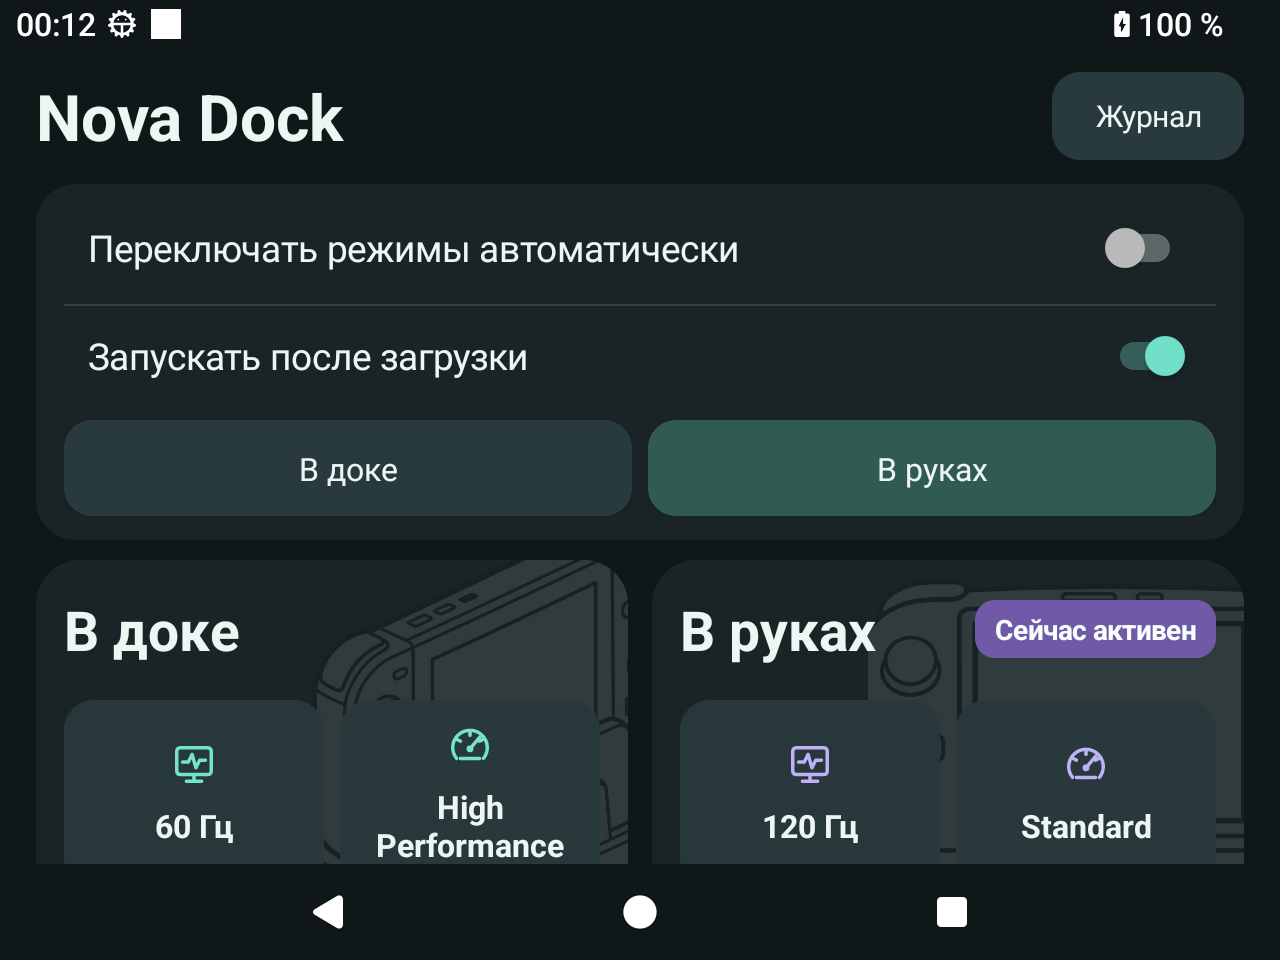 00:12
100 %
Nova Dock
Журнал
Переключать режимы автоматически
Запускать после загрузки
В доке
В руках
В доке
60 Гц
High
Performance
В руках
Сейчас активен
120 Гц
Standard